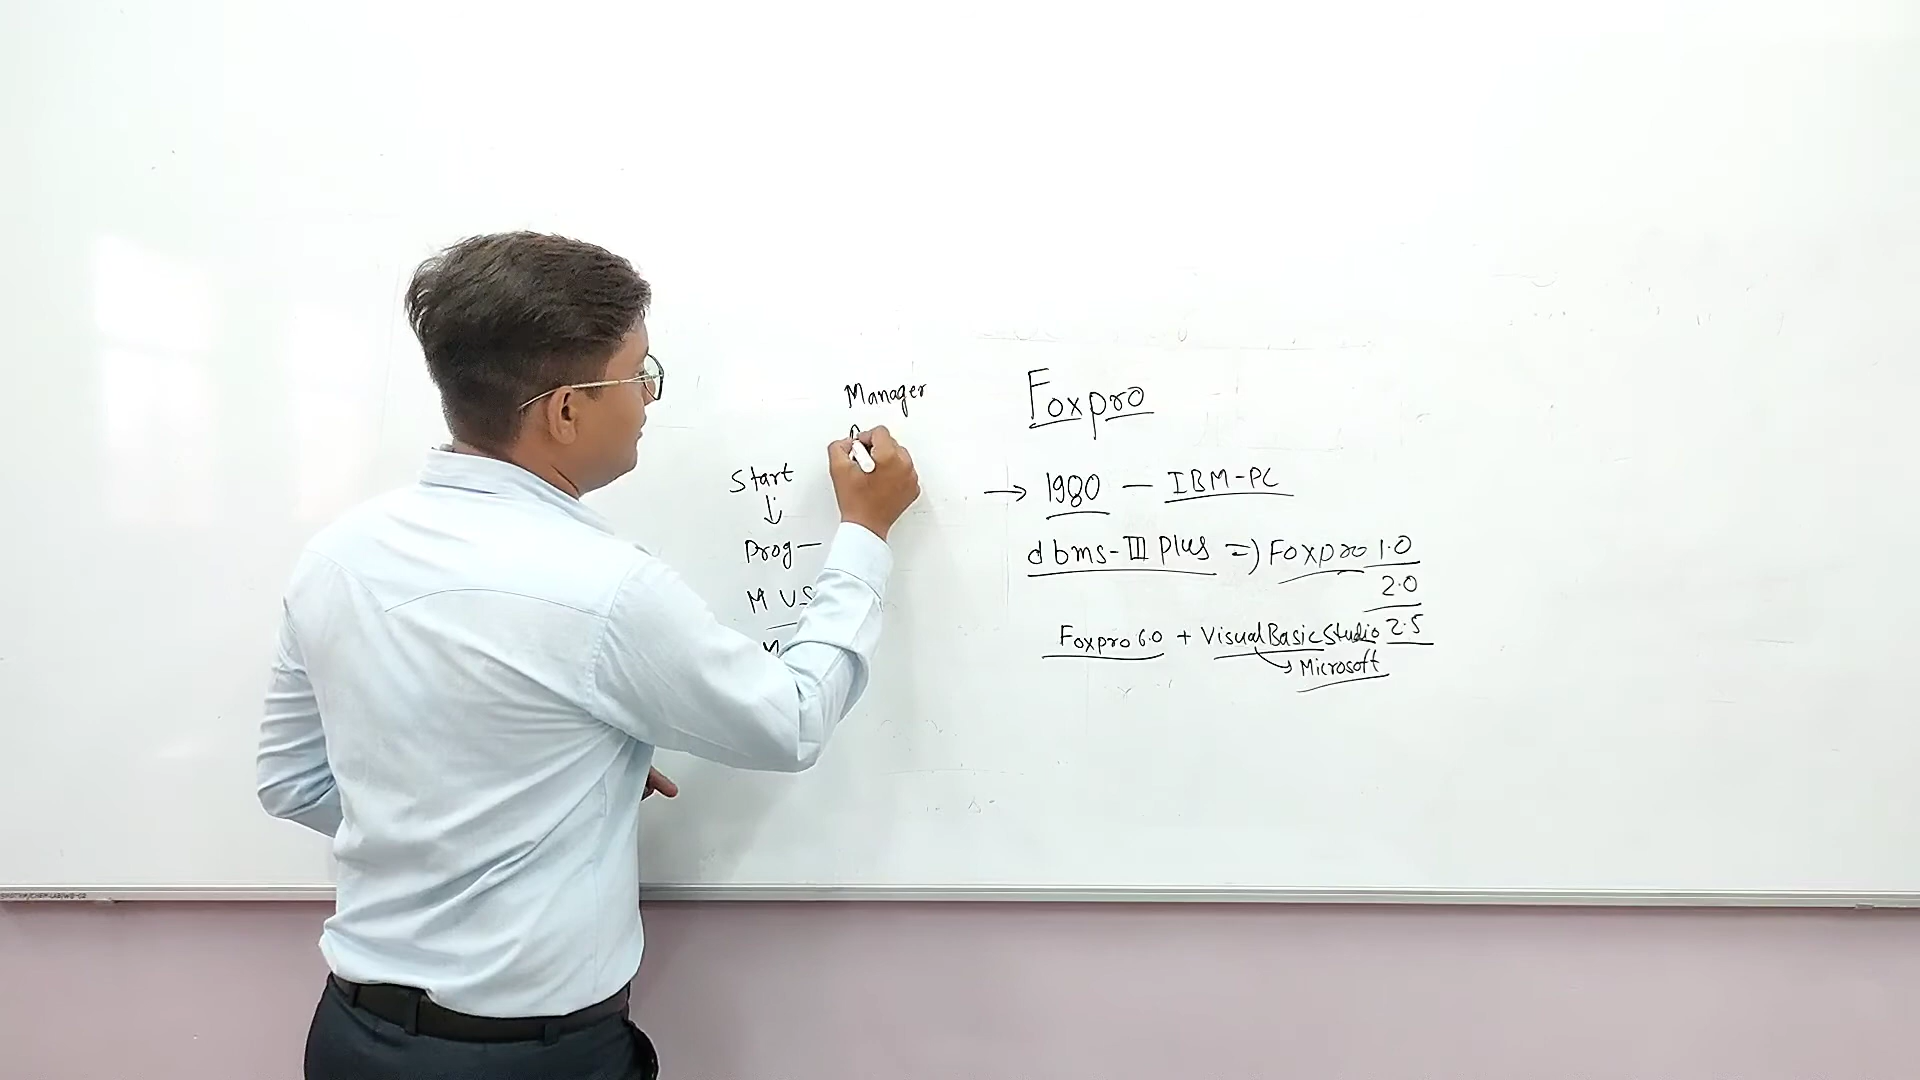 Manager
Start
↓
Prog —
M VS
Foxpro
→ 1980 — IBM-PC
dbms-III plus => Foxpro 1.0
2.0
2.5
Foxpro 6.0 + Visual Basic Studio
↳ Microsoft